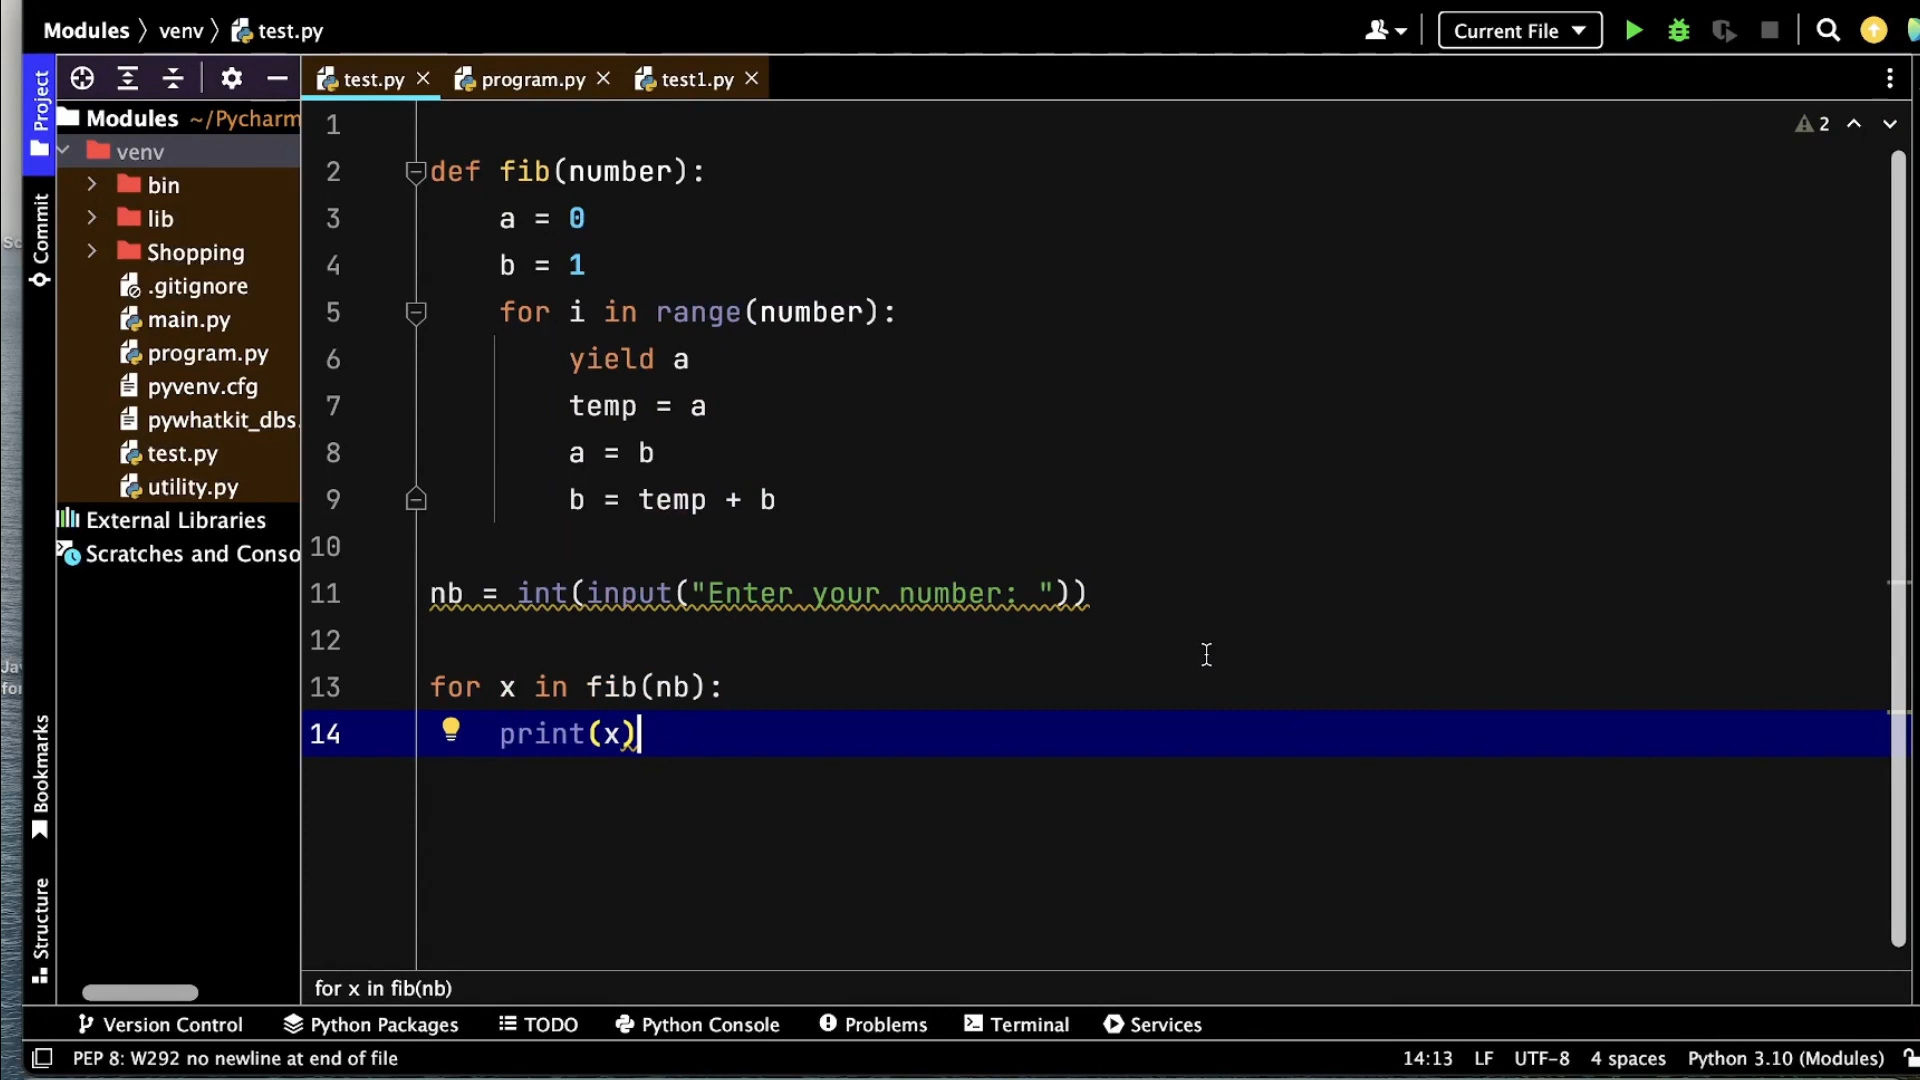 Modules 〉 venv 〉 test.py
Current File
Project
Commit
Bookmarks
Structure
test.py
program.py
test1.py
Modules ~/Pycharm
venv
bin
lib
Shopping
.gitignore
main.py
program.py
pyvenv.cfg
pywhatkit_dbs.
test.py
utility.py
External Libraries
Scratches and Conso
2
1
2 def fib(number):
3 a = 0
4 b = 1
5 for i in range(number):
6 yield a
7 temp = a
8 a = b
9 b = temp + b
10
11 nb = int(input("Enter your number: "))
12
13 for x in fib(nb):
14 print(x)
for x in fib(nb)
Version Control Python Packages TODO Python Console Problems Terminal Services
PEP 8: W292 no newline at end of file 14:13 LF UTF-8 4 spaces Python 3.10 (Modules)